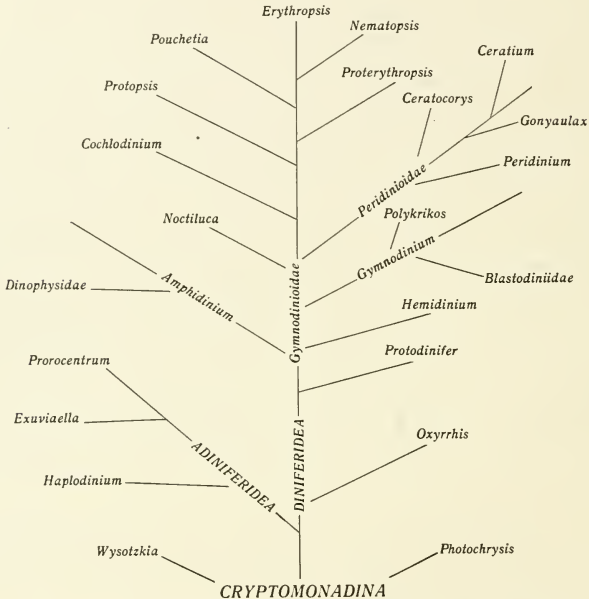 Erythropsis
Nematopsis
Pouchetia
Ceratium
Proterythropsis
Protopsis
Ceratocorys
Gonyaulax
Cochlodinium
Peridinium
Peridinioidae
Polykrikos
Noctiluca
Gymnodinium
Blastodiniidae
Dinophysidae
Amphidinium
Gymnodinioidae
Hemidinium
Protodinifer
Prorocentrum
Exuviaella
Oxyrrhis
DINIFERIDEA
ADINIFERIDEA
Haplodinium
Wysotzkia
Photochrysis
CRYPTOMONADINA